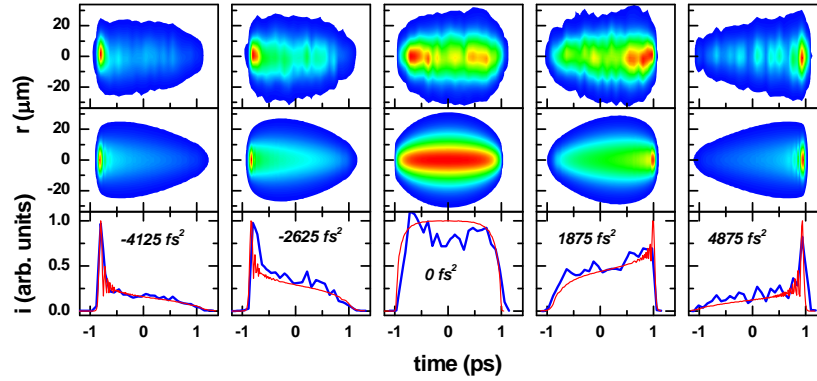 r (μm)
20
0
-20
20
0
-20
i (arb. units)
1.0
0.5
0.0
-4125 fs²
-2625 fs²
0 fs²
1875 fs²
4875 fs²
-1 0 1 -1 0 1 -1 0 1 -1 0 1 -1 0 1
time (ps)